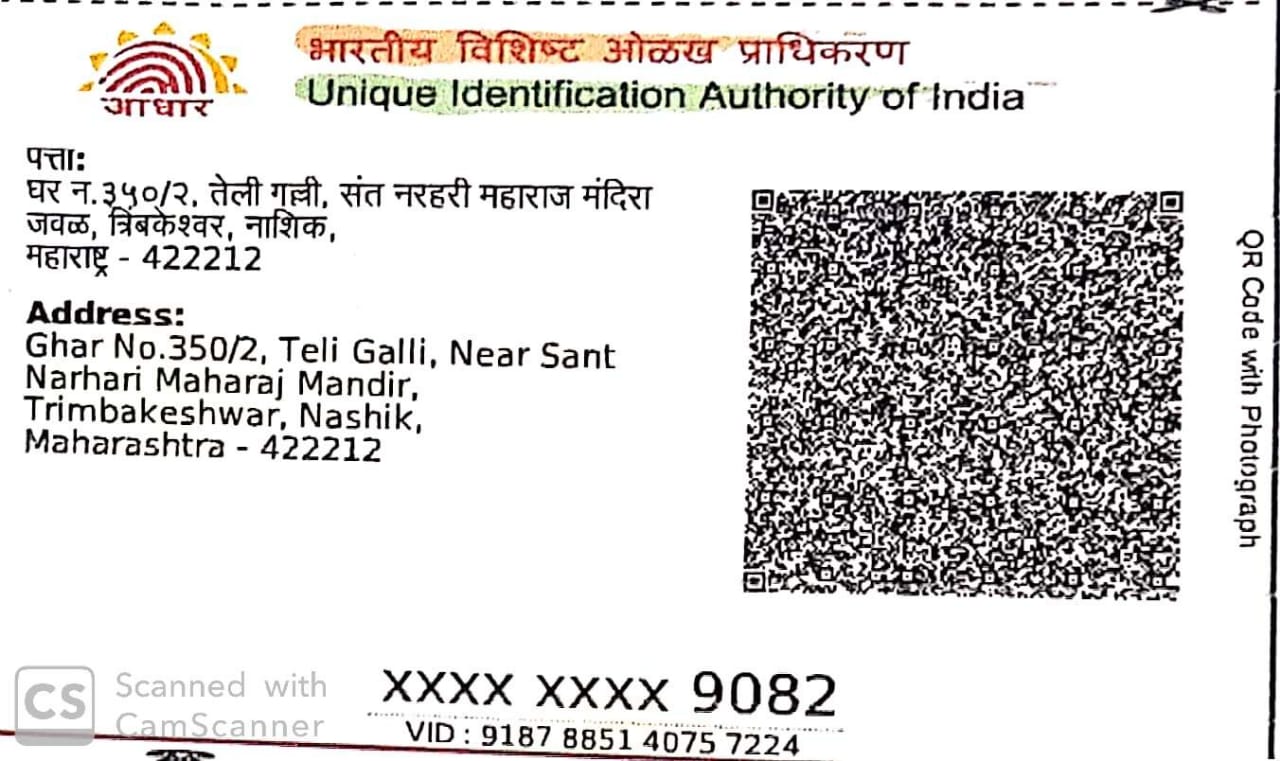 भारतीय विशिष्ट ओळख प्राधिकरण
Unique Identification Authority of India
आधार
पत्ता:
घर न.३५०/२, तेली गल्ली, संत नरहरी महाराज मंदिरा
जवळ, त्रिंबकेश्वर, नाशिक,
महाराष्ट्र - 422212
Address:
Ghar No.350/2, Teli Galli, Near Sant
Narhari Maharaj Mandir,
Trimbakeshwar, Nashik,
Maharashtra - 422212
QR Code with Photograph
XXXX XXXX 9082
VID : 9187 8851 4075 7224
CS Scanned with
CamScanner